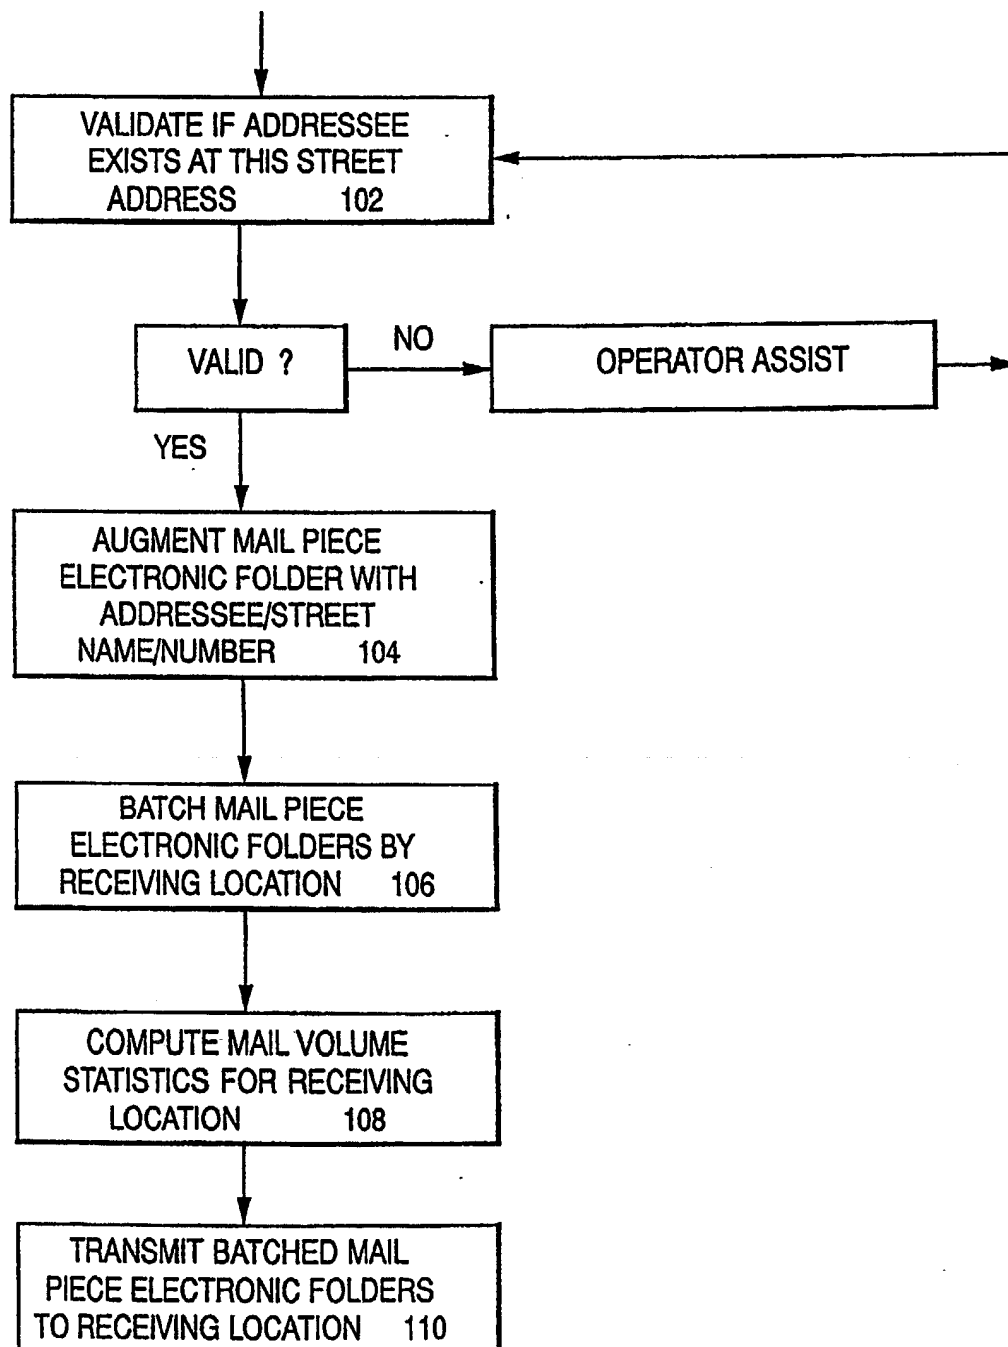 VALIDATE IF ADDRESSEE
EXISTS AT THIS STREET
ADDRESS 102
VALID ?
NO
OPERATOR ASSIST
YES
AUGMENT MAIL PIECE
ELECTRONIC FOLDER WITH
ADDRESSEE/STREET
NAME/NUMBER 104
BATCH MAIL PIECE
ELECTRONIC FOLDERS BY
RECEIVING LOCATION 106
COMPUTE MAIL VOLUME
STATISTICS FOR RECEIVING
LOCATION 108
TRANSMIT BATCHED MAIL
PIECE ELECTRONIC FOLDERS
TO RECEIVING LOCATION 110